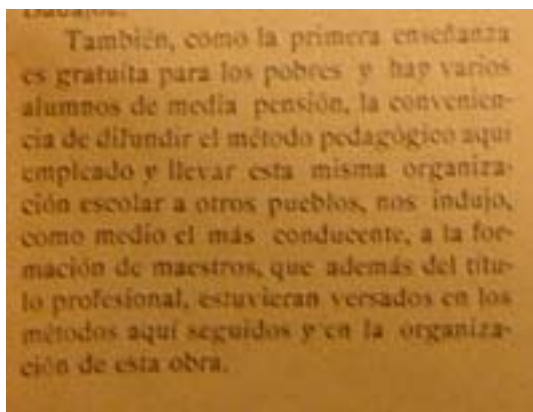 Badajoz.
También, como la primera enseñanza
es gratuíta para los pobres y hay varios
alumnos de media pensión, la convenien-
cia de difundir el método pedagógico aquí
empleado y llevar esta misma organiza-
ción escolar a otros pueblos, nos indujo,
como medio el más conducente, a la for-
mación de maestros, que además del títu-
lo profesional, estuvieran versados en los
métodos aquí seguidos y en la organiza-
ción de esta obra.